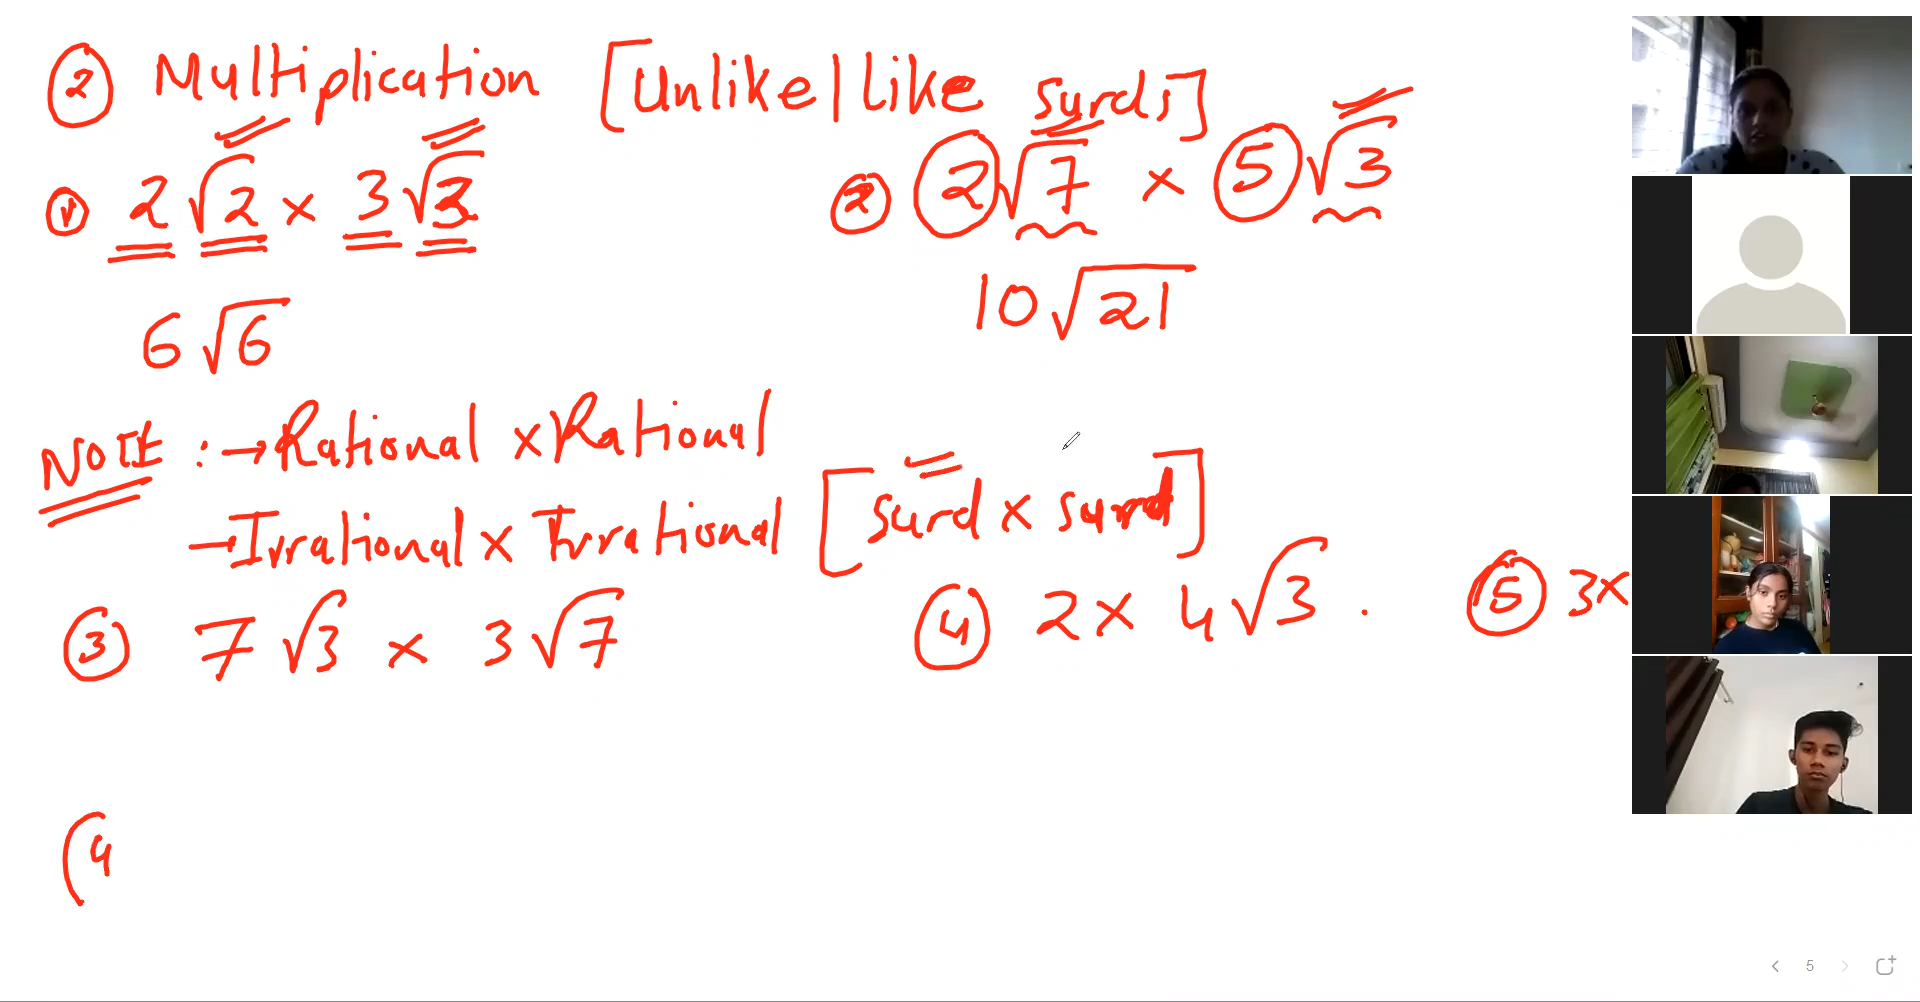 ② Multiplication [Unlike|like surds]
① 2√2 × 3√3
② 2√7 × 5√3
6√6
10√21
NOTE : → Rational × Rational
→ Irrational × Irrational [surd × surd]
③ 7√3 × 3√7
④ 2 × 4√3 .
⑤ 3×
(4
5